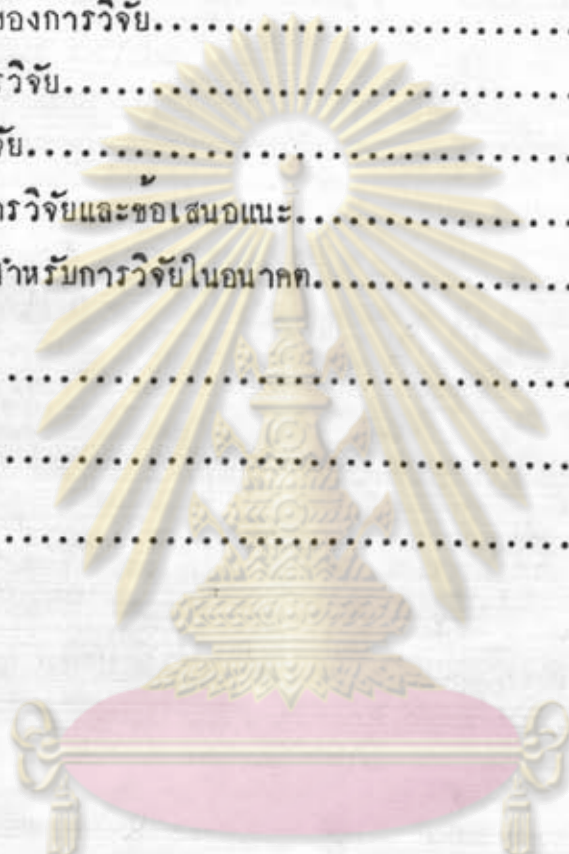 ของการวิจัย..............................
รวิจัย..............................
จัย..............................
ารวิจัยและข้อเสนอแนะ...................
สำหรับการวิจัยในอนาคต..................
..............................
..............................
..............................